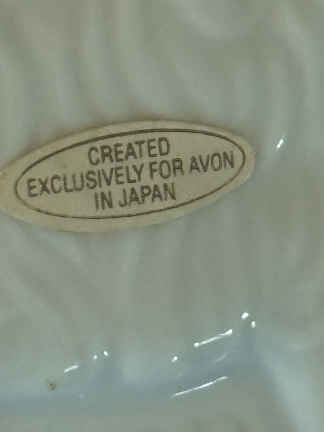 CREATED
EXCLUSIVELY FOR AVON
IN JAPAN